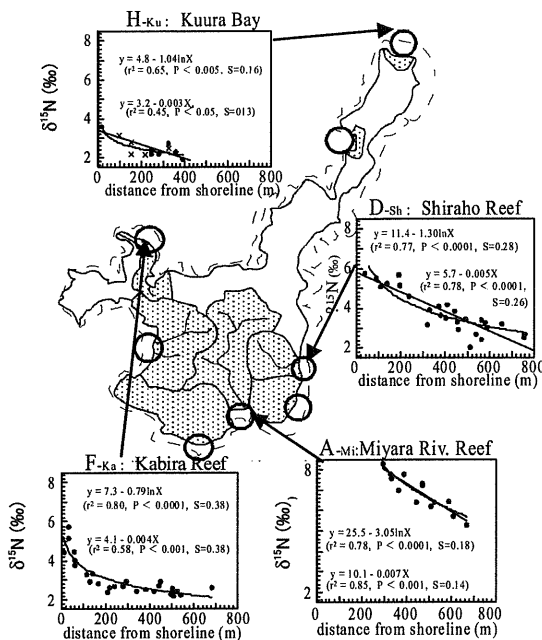 H-Ku : Kuura Bay
8
6
4
2
δ15N (‰)
y = 4.8 - 1.04lnX
(r² = 0.65, P < 0.005, S=0.16)
y = 3.2 - 0.003X
(r² = 0.45, P < 0.05, S=013)
0 200 400 600 800
distance from shoreline (m)
D-Sh : Shiraho Reef
8
6
4
2
δ15N (‰)
y = 11.4 - 1.30lnX
(r² = 0.77, P < 0.0001, S=0.28)
y = 5.7 - 0.005X
(r² = 0.78, P < 0.0001,
S=0.26)
0 200 400 600 800
distance from shoreline (m)
F-Ka : Kabira Reef
8
6
4
2
δ15N (‰)
y = 7.3 - 0.79lnX
(r² = 0.80, P < 0.0001, S=0.38)
y = 4.1 - 0.004X
(r² = 0.58, P < 0.001, S=0.38)
0 200 400 600 800
distance from shoreline (m)
A-Mi:Miyara Riv. Reef
8
2
δ15N (‰)
y = 25.5 - 3.05lnX
(r² = 0.78, P < 0.0001, S=0.18)
y = 10.1 - 0.007X
(r² = 0.85, P < 0.001, S=0.14)
0 200 400 600 800
distance from shoreline (m)